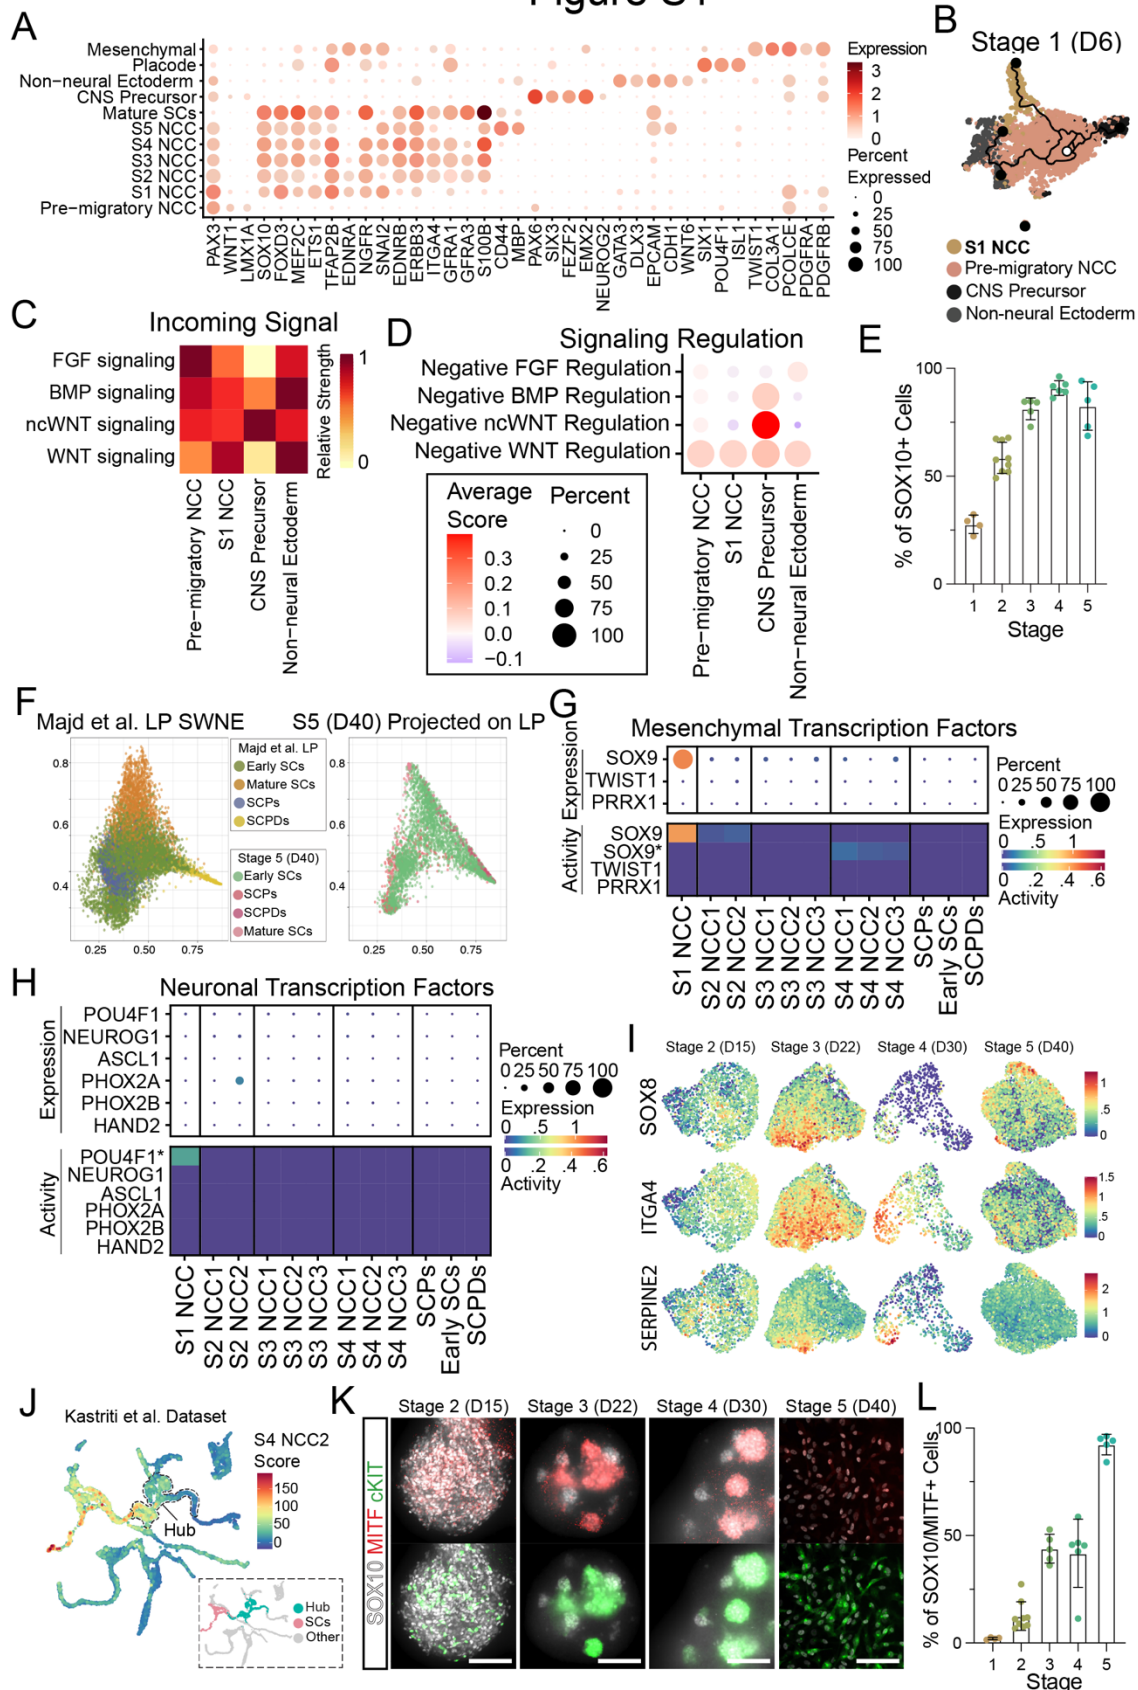 A
Mesenchymal
Placode
Non-neural Ectoderm
CNS Precursor
Mature SCs
S5 NCC
S4 NCC
S3 NCC
S2 NCC
S1 NCC
Pre-migratory NCC
PAX3
WNT1
LMX1A
SOX10
FOXD3
MEF2C
ETS1
TFAP2B
EDNRA
NGFR
SNAI2
EDNRB
ERBB3
ITGA4
GFRA1
GFRA3
S100B
CD44
MBP
PAX6
SIX3
FEZF2
EMX2
NEUROG2
GATA3
DLX3
EPCAM
CDH1
WNT6
SIX1
POU4F1
ISL1
TWIST1
COL3A1
PCOLCE
PDGFRA
PDGFRB
Expression
3
2
1
0
Percent
Expressed
0
25
50
75
100
B
Stage 1 (D6)
S1 NCC
Pre-migratory NCC
CNS Precursor
Non-neural Ectoderm
C
Incoming Signal
FGF signaling
BMP signaling
ncWNT signaling
WNT signaling
Pre-migratory NCC
S1 NCC
CNS Precursor
Non-neural Ectoderm
Relative Strength
1
0
D
Signaling Regulation
Negative FGF Regulation
Negative BMP Regulation
Negative ncWNT Regulation
Negative WNT Regulation
Pre-migratory NCC
S1 NCC
CNS Precursor
Non-neural Ectoderm
Average
Score
0.3
0.2
0.1
0.0
-0.1
Percent
0
25
50
75
100
E
% of SOX10+ Cells
100
50
0
1 2 3 4 5
Stage
F
Majd et al. LP SWNE
S5 (D40) Projected on LP
0.8
0.6
0.4
0.25 0.50 0.75
Majd et al. LP
Early SCs
Mature SCs
SCPs
SCPDs
Stage 5 (D40)
Early SCs
SCPs
SCPDs
Mature SCs
0.8
0.6
0.4
0.25 0.50 0.75
G
Mesenchymal Transcription Factors
Expression
SOX9
TWIST1
PRRX1
Activity
SOX9
SOX9*
TWIST1
PRRX1
S1 NCC
S2 NCC1
S2 NCC2
S3 NCC1
S3 NCC2
S3 NCC3
S4 NCC1
S4 NCC2
S4 NCC3
SCPs
Early SCs
SCPDs
Percent
0 25 50 75 100
Expression
0 .5 1
0 .2 .4 .6
Activity
H
Neuronal Transcription Factors
Expression
POU4F1
NEUROG1
ASCL1
PHOX2A
PHOX2B
HAND2
Activity
POU4F1*
NEUROG1
ASCL1
PHOX2A
PHOX2B
HAND2
S1 NCC
S2 NCC1
S2 NCC2
S3 NCC1
S3 NCC2
S3 NCC3
S4 NCC1
S4 NCC2
S4 NCC3
SCPs
Early SCs
SCPDs
Percent
0 25 50 75 100
Expression
0 .5 1
0 .2 .4 .6
Activity
I
Stage 2 (D15) Stage 3 (D22) Stage 4 (D30) Stage 5 (D40)
SOX8
1
.5
0
ITGA4
1.5
1
.5
0
SERPINE2
2
1
0
J
Kastriti et al. Dataset
S4 NCC2
Score
150
100
50
0
Hub
Hub
SCs
Other
K
Stage 2 (D15) Stage 3 (D22) Stage 4 (D30) Stage 5 (D40)
SOX10 MITF cKIT
L
% of SOX10/MITF+ Cells
100
50
0
1 2 3 4 5
Stage